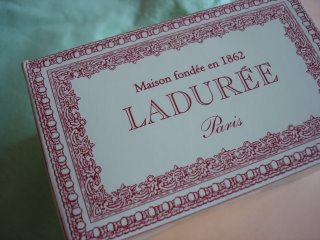 Maison fondée en 1862
LADURÉE
Paris